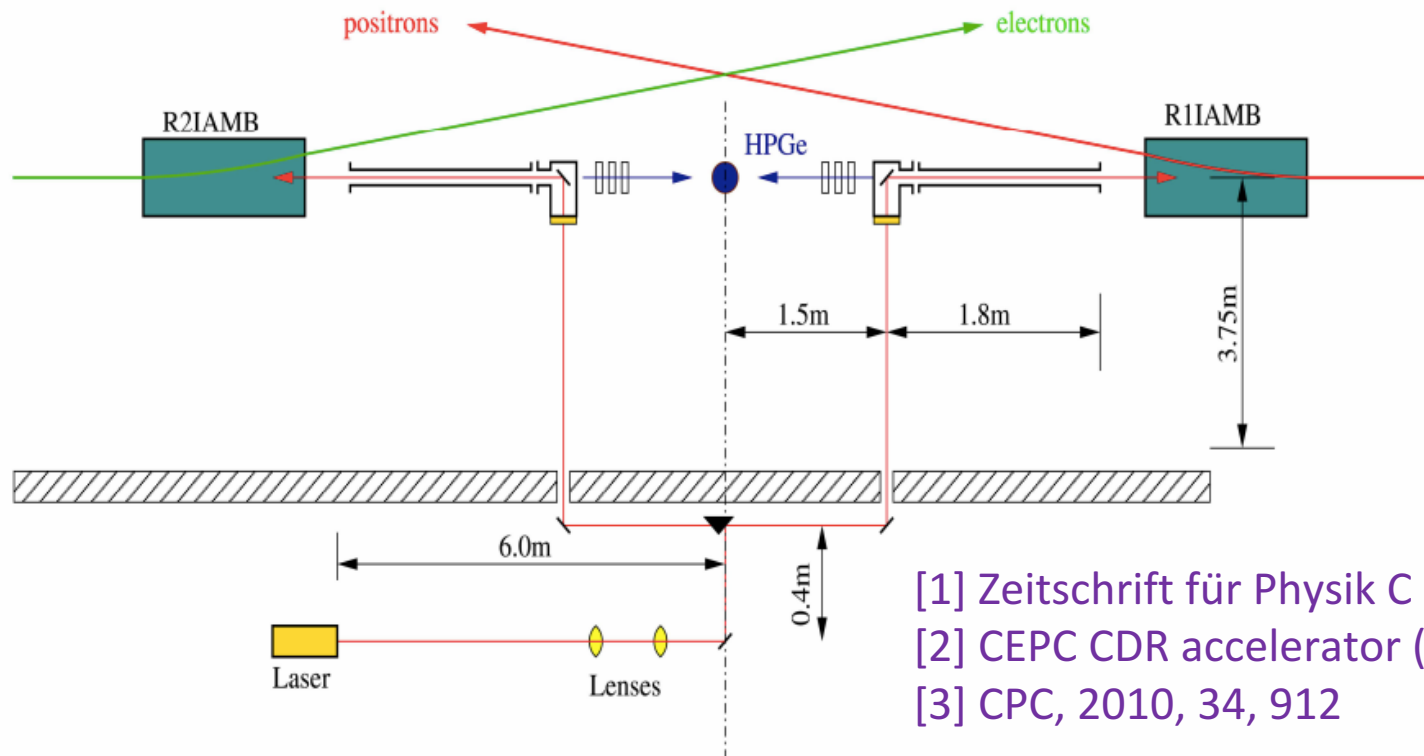 positrons
electrons
R2IAMB
R1IAMB
HPGe
1.5m
1.8m
3.75m
6.0m
0.4m
Laser
Lenses
[1] Zeitschrift für Physik C
[2] CEPC CDR accelerator (
[3] CPC, 2010, 34, 912